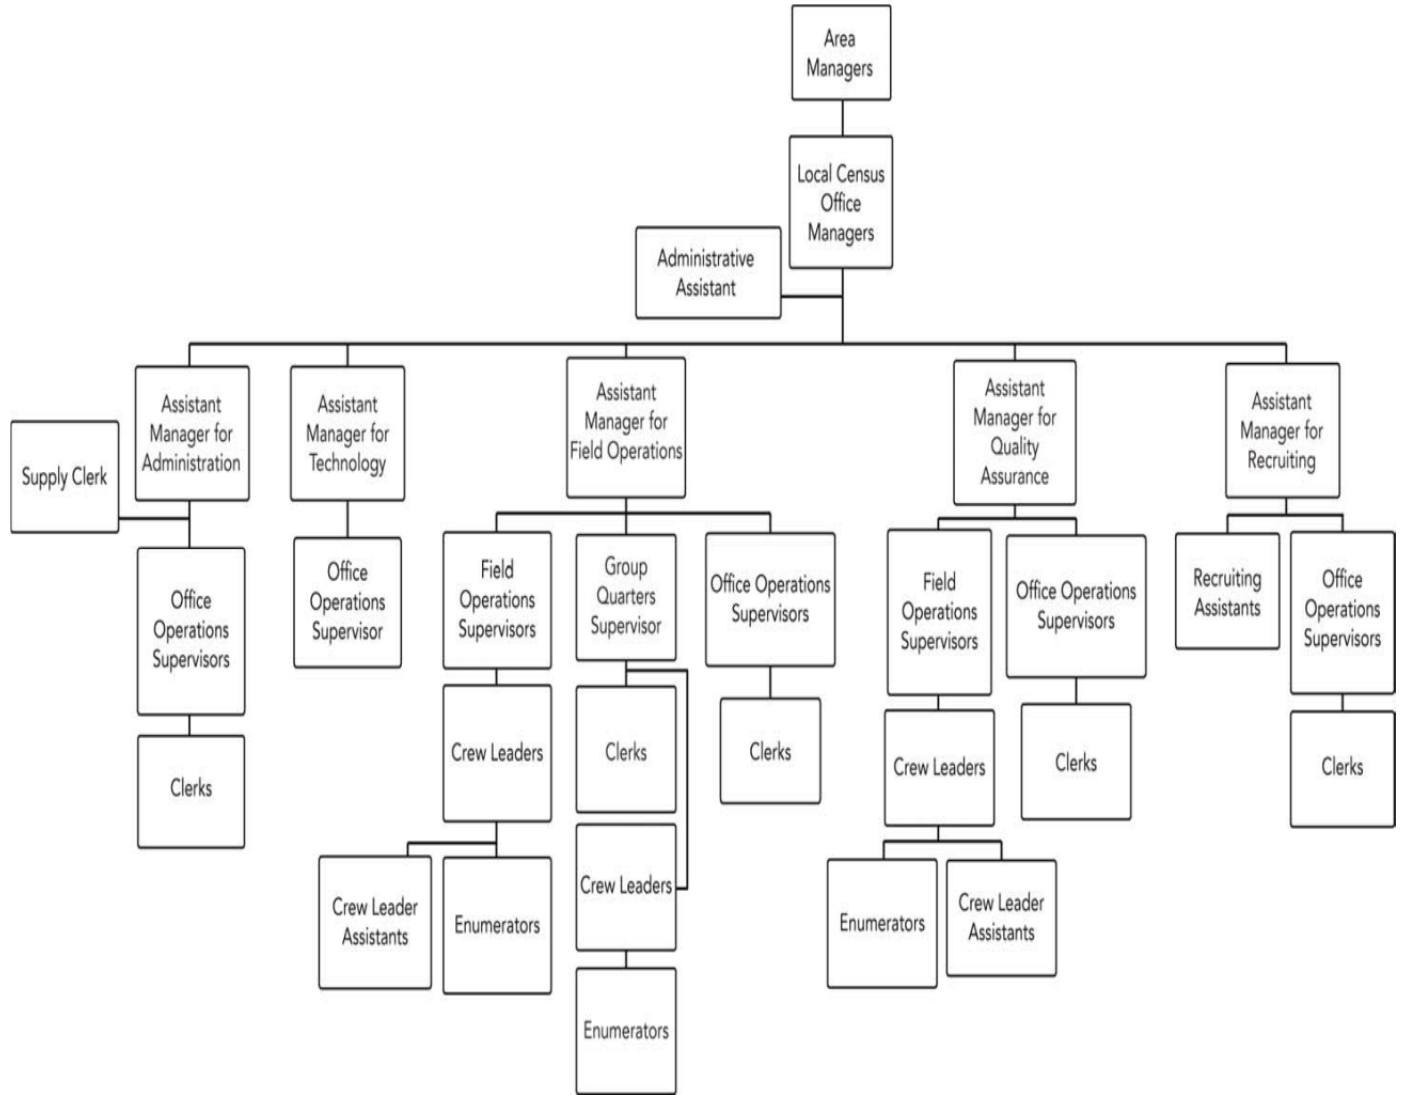 Area
Managers
Local Census
Office
Managers
Administrative
Assistant
Assistant
Manager for
Administration
Assistant
Manager for
Technology
Assistant
Manager for
Field Operations
Assistant
Manager for
Quality
Assurance
Assistant
Manager for
Recruiting
Supply Clerk
Office
Operations
Supervisors
Office
Operations
Supervisor
Field
Operations
Supervisors
Group
Quarters
Supervisor
Office Operations
Supervisors
Field
Operations
Supervisors
Office Operations
Supervisors
Recruiting
Assistants
Office
Operations
Supervisors
Clerks
Crew Leaders
Clerks
Clerks
Crew Leaders
Clerks
Clerks
Crew Leader
Assistants
Enumerators
Crew Leaders
Enumerators
Crew Leader
Assistants
Enumerators